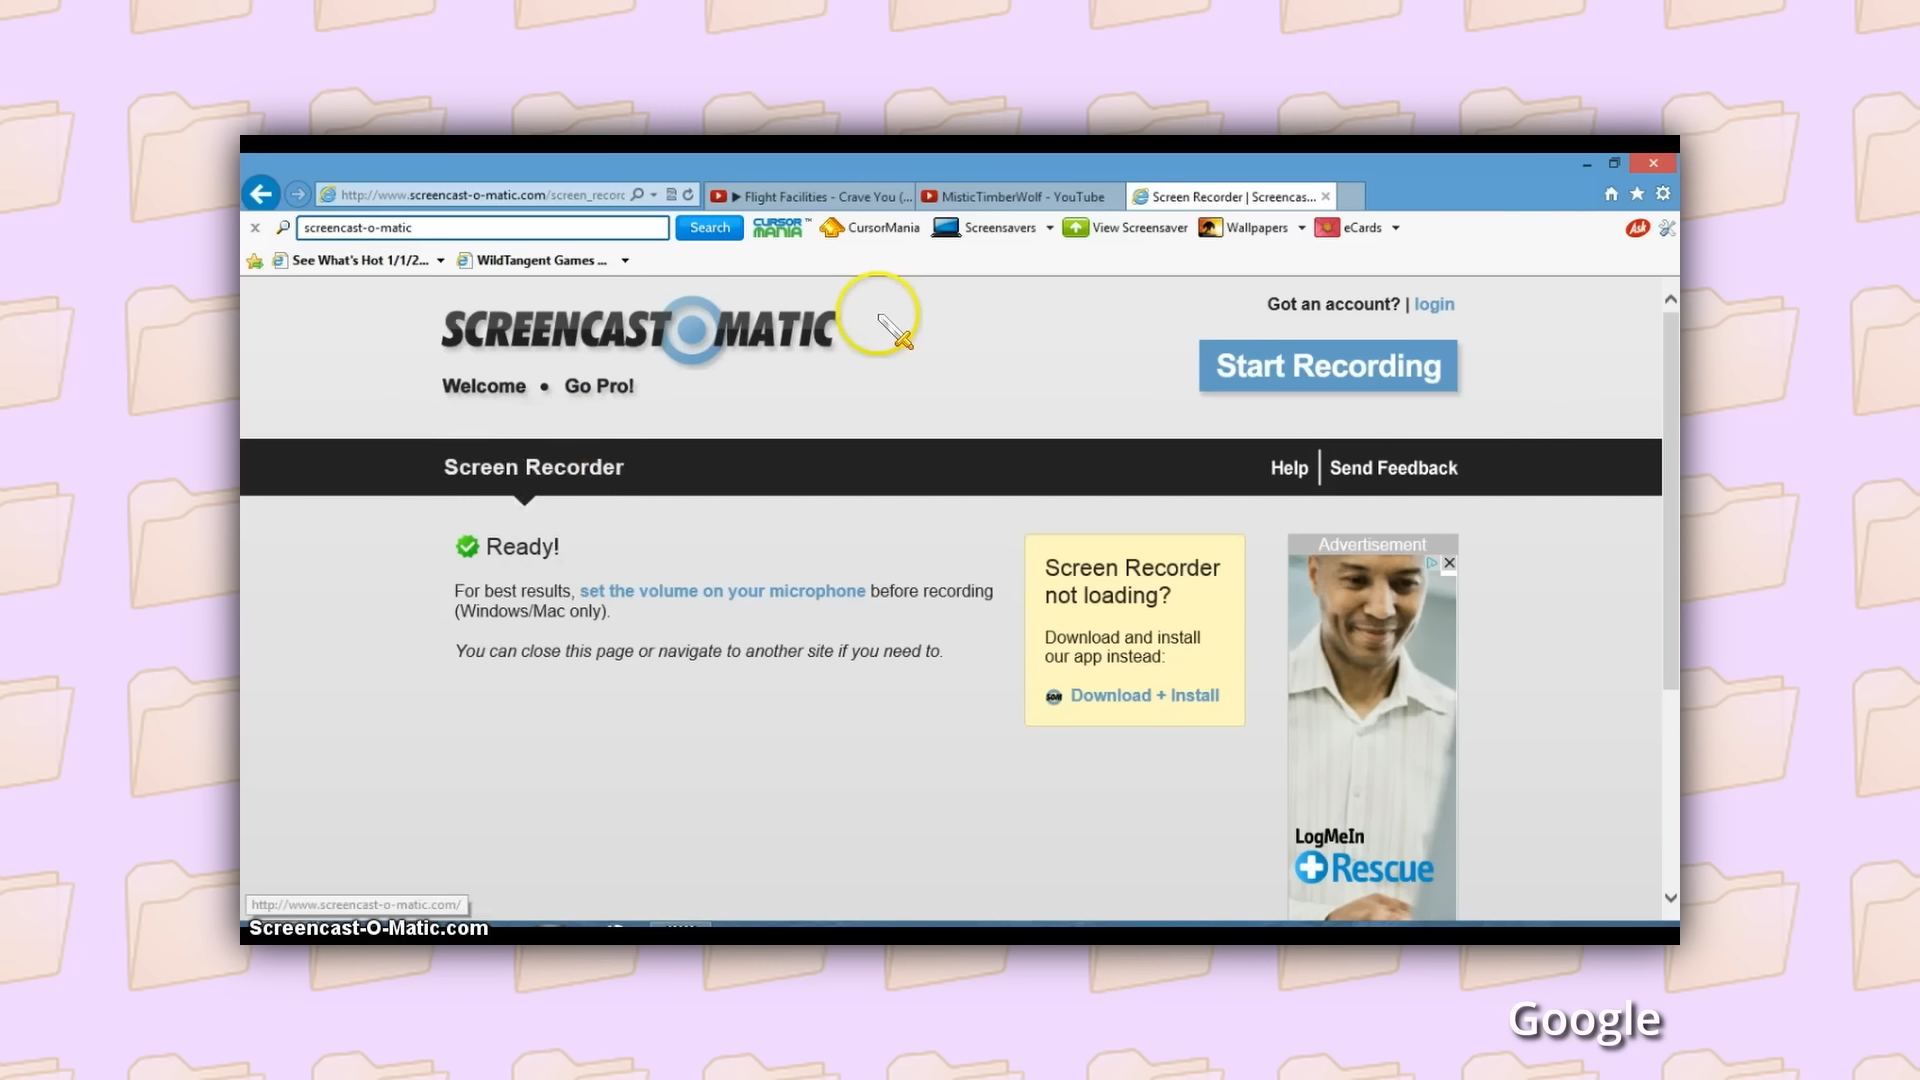 http://www.screencast-o-matic.com/screen_recorc
▶ Flight Facilities - Crave You (...
MisticTimberWolf - YouTube
Screen Recorder | Screencas...
screencast-o-matic
Search
CURSOR MANIA ™
CursorMania
Screensavers
View Screensaver
Wallpapers
eCards
Ask
See What's Hot 1/1/2...
WildTangent Games ...
SCREENCAST O MATIC
Got an account? | login
Start Recording
Welcome • Go Pro!
Screen Recorder
Help | Send Feedback
Ready!
For best results, set the volume on your microphone before recording
(Windows/Mac only).
You can close this page or navigate to another site if you need to.
Screen Recorder
not loading?
Download and install
our app instead:
SOM Download + Install
Advertisement
LogMeIn
Rescue
http://www.screencast-o-matic.com/
Screencast-O-Matic.com
Google